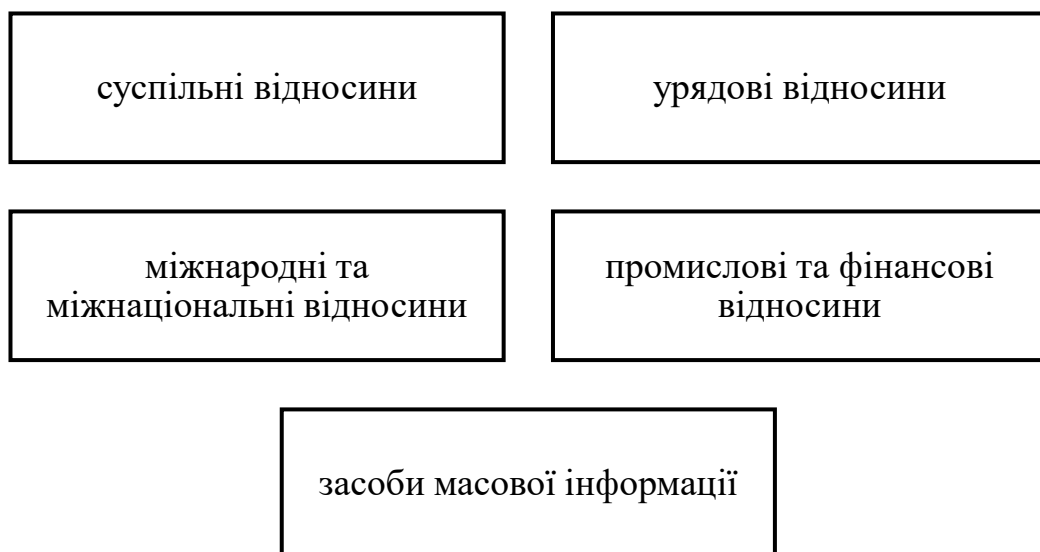 суспільні відносини
урядові відносини
міжнародні та
міжнаціональні відносини
промислові та фінансові
відносини
засоби масової інформації